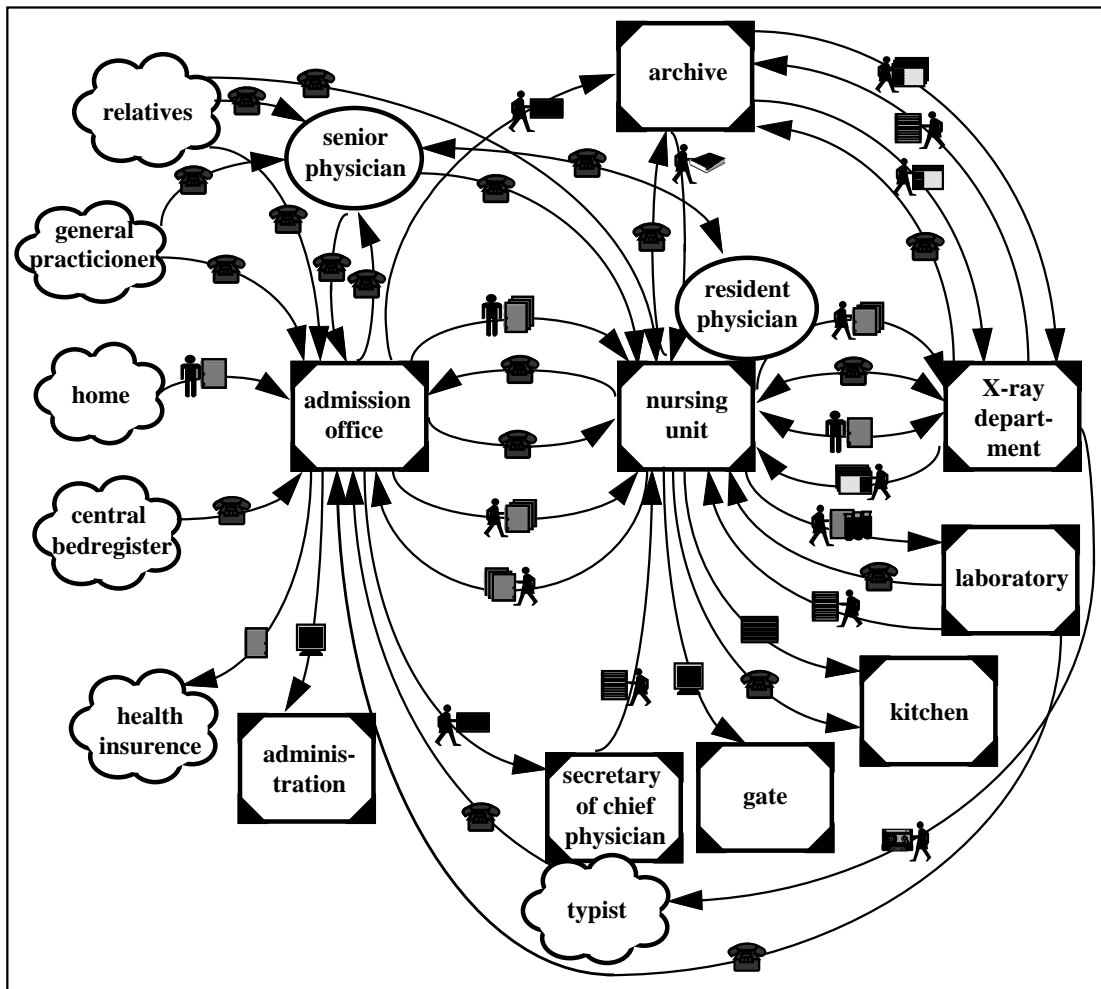 archive
relatives
senior
physician
general
practicioner
resident
physician
home
admission
office
nursing
unit
X-ray
depart-
ment
central
bedregister
laboratory
health
insurence
adminis-
tration
secretary
of chief
physician
gate
kitchen
typist